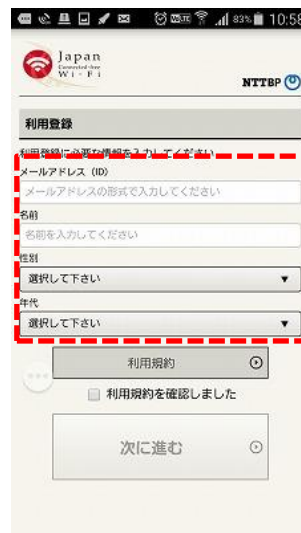 83% 10:58
Japan
Connected-free
Wi-Fi
NTTBP
利用登録
利用登録に必要な情報を入力してください
メールアドレス (ID)
メールアドレスの形式で入力してください
名前
名前を入力してください
性別
選択して下さい
年代
選択して下さい
利用規約
利用規約を確認しました
次に進む